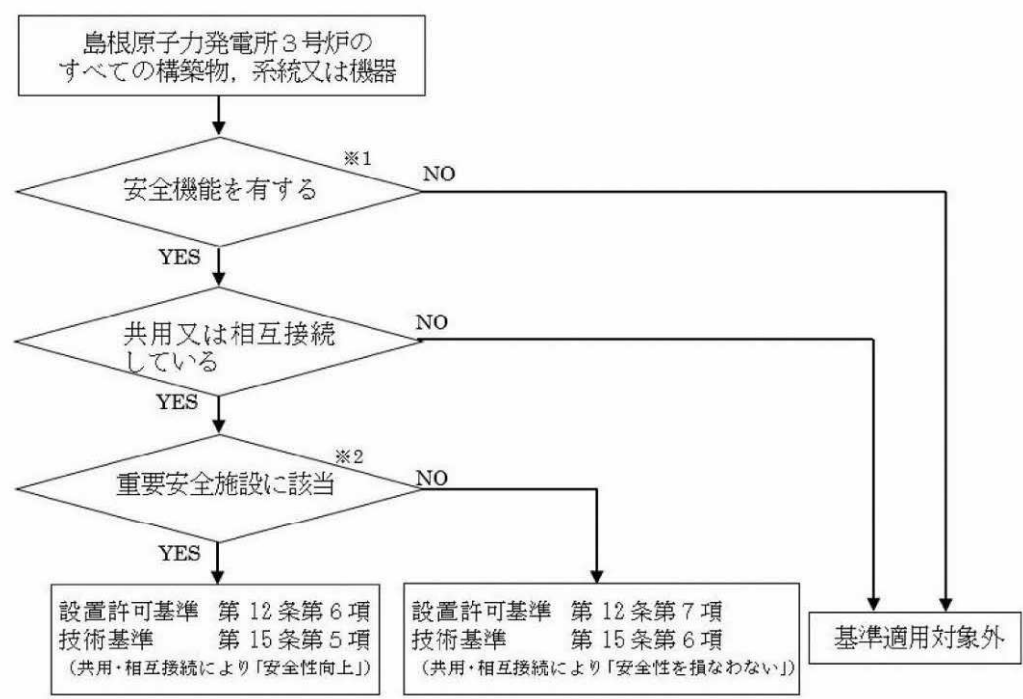 島根原子力発電所3号炉の
すべての構築物,系統又は機器
※1
安全機能を有する
NO
YES
共用又は相互接続
している
NO
YES
※2
重要安全施設に該当
NO
YES
設置許可基準 第12条第6項
技術基準 第15条第5項
(共用・相互接続により「安全性向上」)
設置許可基準 第12条第7項
技術基準 第15条第6項
(共用・相互接続により「安全性を損なわない」)
基準適用対象外